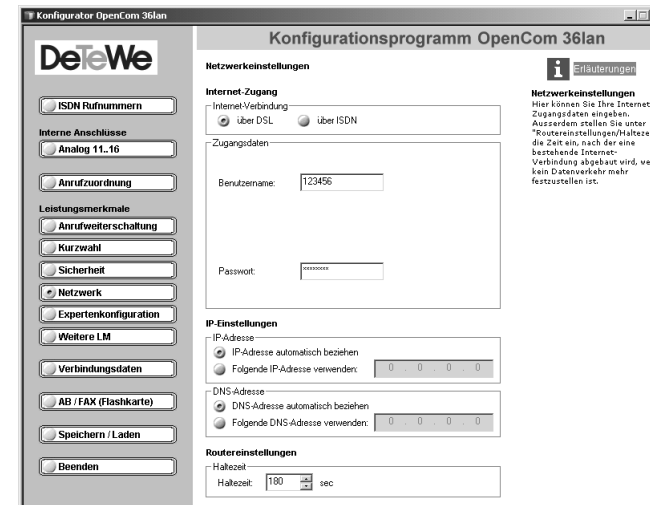 Konfigurator OpenCom 36lan
DeTeWe
ISDN Rufnummern
Interne Anschlüsse
Analog 11..16
Anrufzuordnung
Leistungsmerkmale
Anrufweiterschaltung
Kurzwahl
Sicherheit
Netzwerk
Expertenkonfiguration
Weitere LM
Verbindungsdaten
AB / FAX (Flashkarte)
Speichern / Laden
Beenden
Konfigurationsprogramm OpenCom 36lan
Netzwerkeinstellungen
Internet-Zugang
Internet-Verbindung
über DSL über ISDN
Zugangsdaten
Benutzername: 123456
Passwort: ××××××××
IP-Einstellungen
IP-Adresse
IP-Adresse automatisch beziehen
Folgende IP-Adresse verwenden: 0 . 0 . 0 . 0
DNS-Adresse
DNS-Adresse automatisch beziehen
Folgende DNS-Adresse verwenden: 0 . 0 . 0 . 0
Routereinstellungen
Haltezeit
Haltezeit: 180 sec
i Erläuterungen
Netzwerkeinstellungen
Hier können Sie Ihre Internet
Zugangsdaten eingeben.
Ausserdem stellen Sie unter
"Routereinstellungen/Halteze
die Zeit ein, nach der eine
bestehende Internet-
Verbindung abgebaut wird, we
kein Datenverkehr mehr
festzustellen ist.